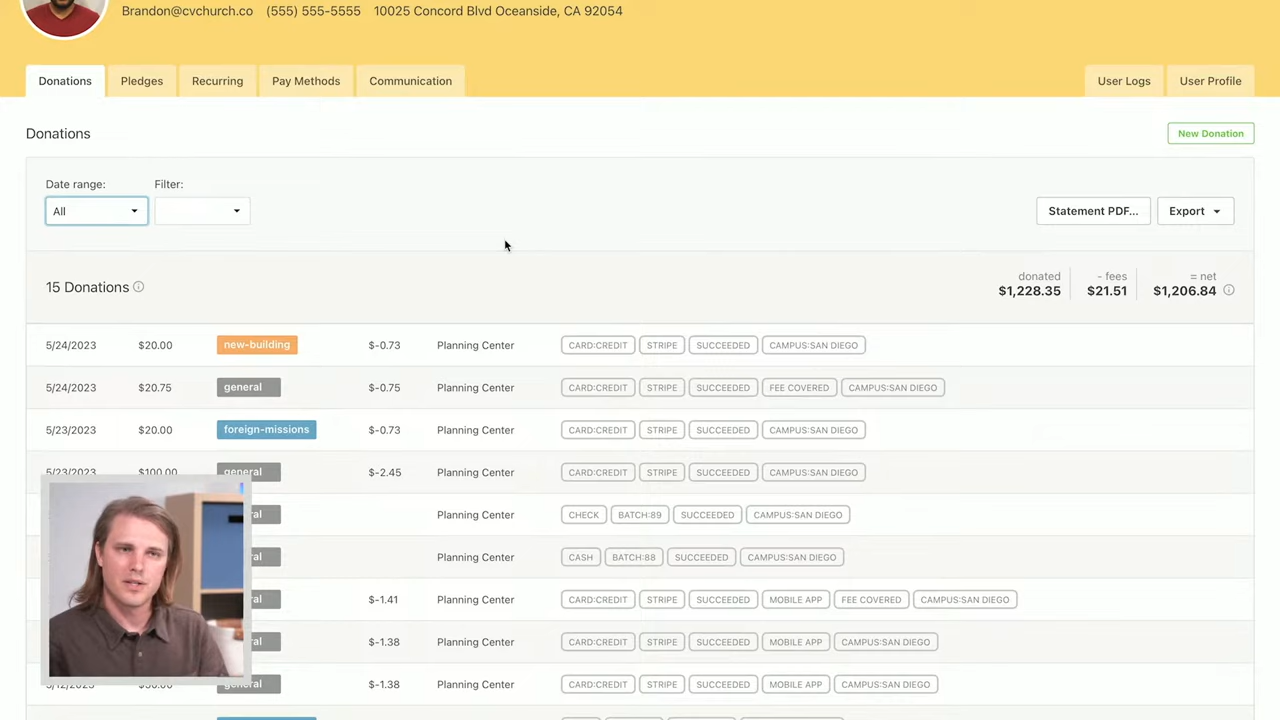 Brandon@cvchurch.co (555) 555-5555 10025 Concord Blvd Oceanside, CA 92054
Donations Pledges Recurring Pay Methods Communication User Logs User Profile
Donations New Donation
Date range: Filter:
All Statement PDF... Export
15 Donations donated - fees = net
$1,228.35 $21.51 $1,206.84
5/24/2023 $20.00 new-building $-0.73 Planning Center CARD:CREDIT STRIPE SUCCEEDED CAMPUS:SAN DIEGO
5/24/2023 $20.75 general $-0.75 Planning Center CARD:CREDIT STRIPE SUCCEEDED FEE COVERED CAMPUS:SAN DIEGO
5/23/2023 $20.00 foreign-missions $-0.73 Planning Center CARD:CREDIT STRIPE SUCCEEDED CAMPUS:SAN DIEGO
5/23/2023 $100.00 general $-2.45 Planning Center CARD:CREDIT STRIPE SUCCEEDED CAMPUS:SAN DIEGO
Planning Center CHECK BATCH:89 SUCCEEDED CAMPUS:SAN DIEGO
Planning Center CASH BATCH:88 SUCCEEDED CAMPUS:SAN DIEGO
$-1.41 Planning Center CARD:CREDIT STRIPE SUCCEEDED MOBILE APP FEE COVERED CAMPUS:SAN DIEGO
$-1.38 Planning Center CARD:CREDIT STRIPE SUCCEEDED MOBILE APP CAMPUS:SAN DIEGO
general $-1.38 Planning Center CARD:CREDIT STRIPE SUCCEEDED MOBILE APP CAMPUS:SAN DIEGO